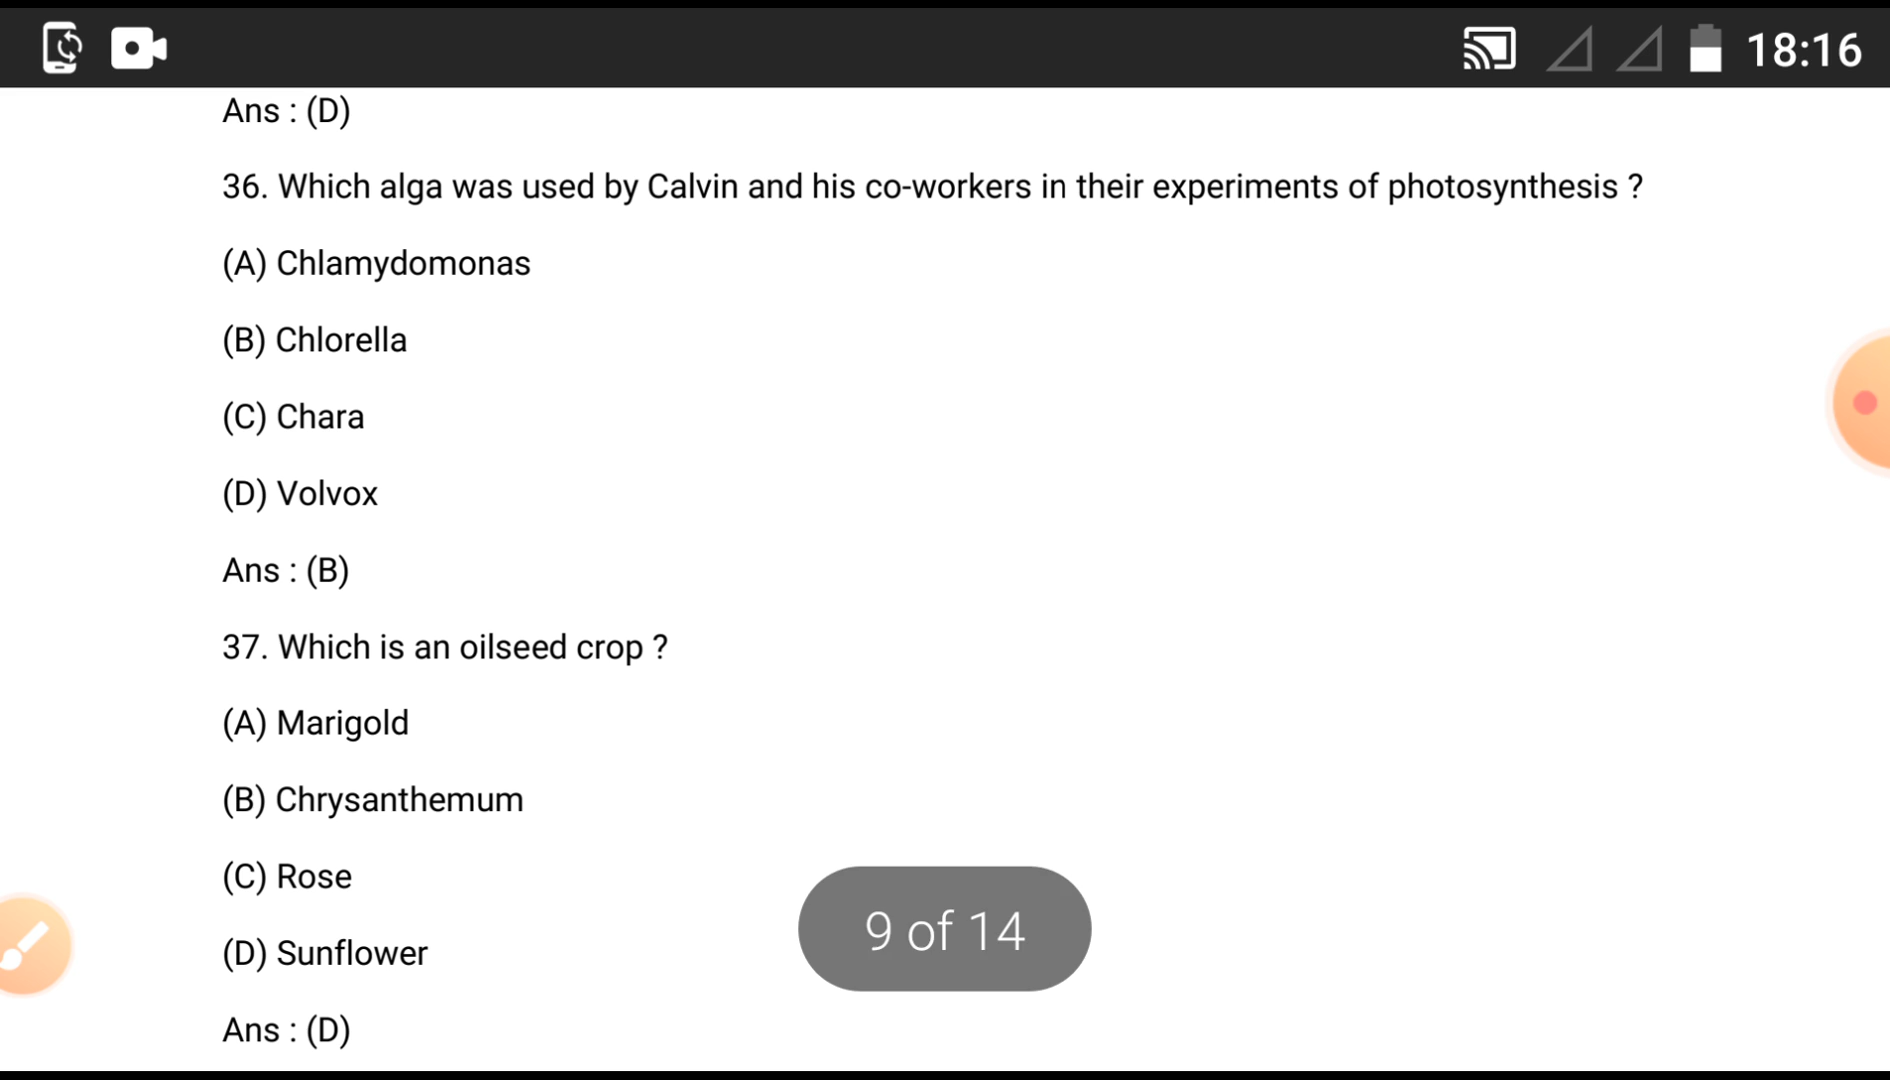 18:16
Ans : (D)
36. Which alga was used by Calvin and his co-workers in their experiments of photosynthesis ?
(A) Chlamydomonas
(B) Chlorella
(C) Chara
(D) Volvox
Ans : (B)
37. Which is an oilseed crop ?
(A) Marigold
(B) Chrysanthemum
(C) Rose
9 of 14
(D) Sunflower
Ans : (D)